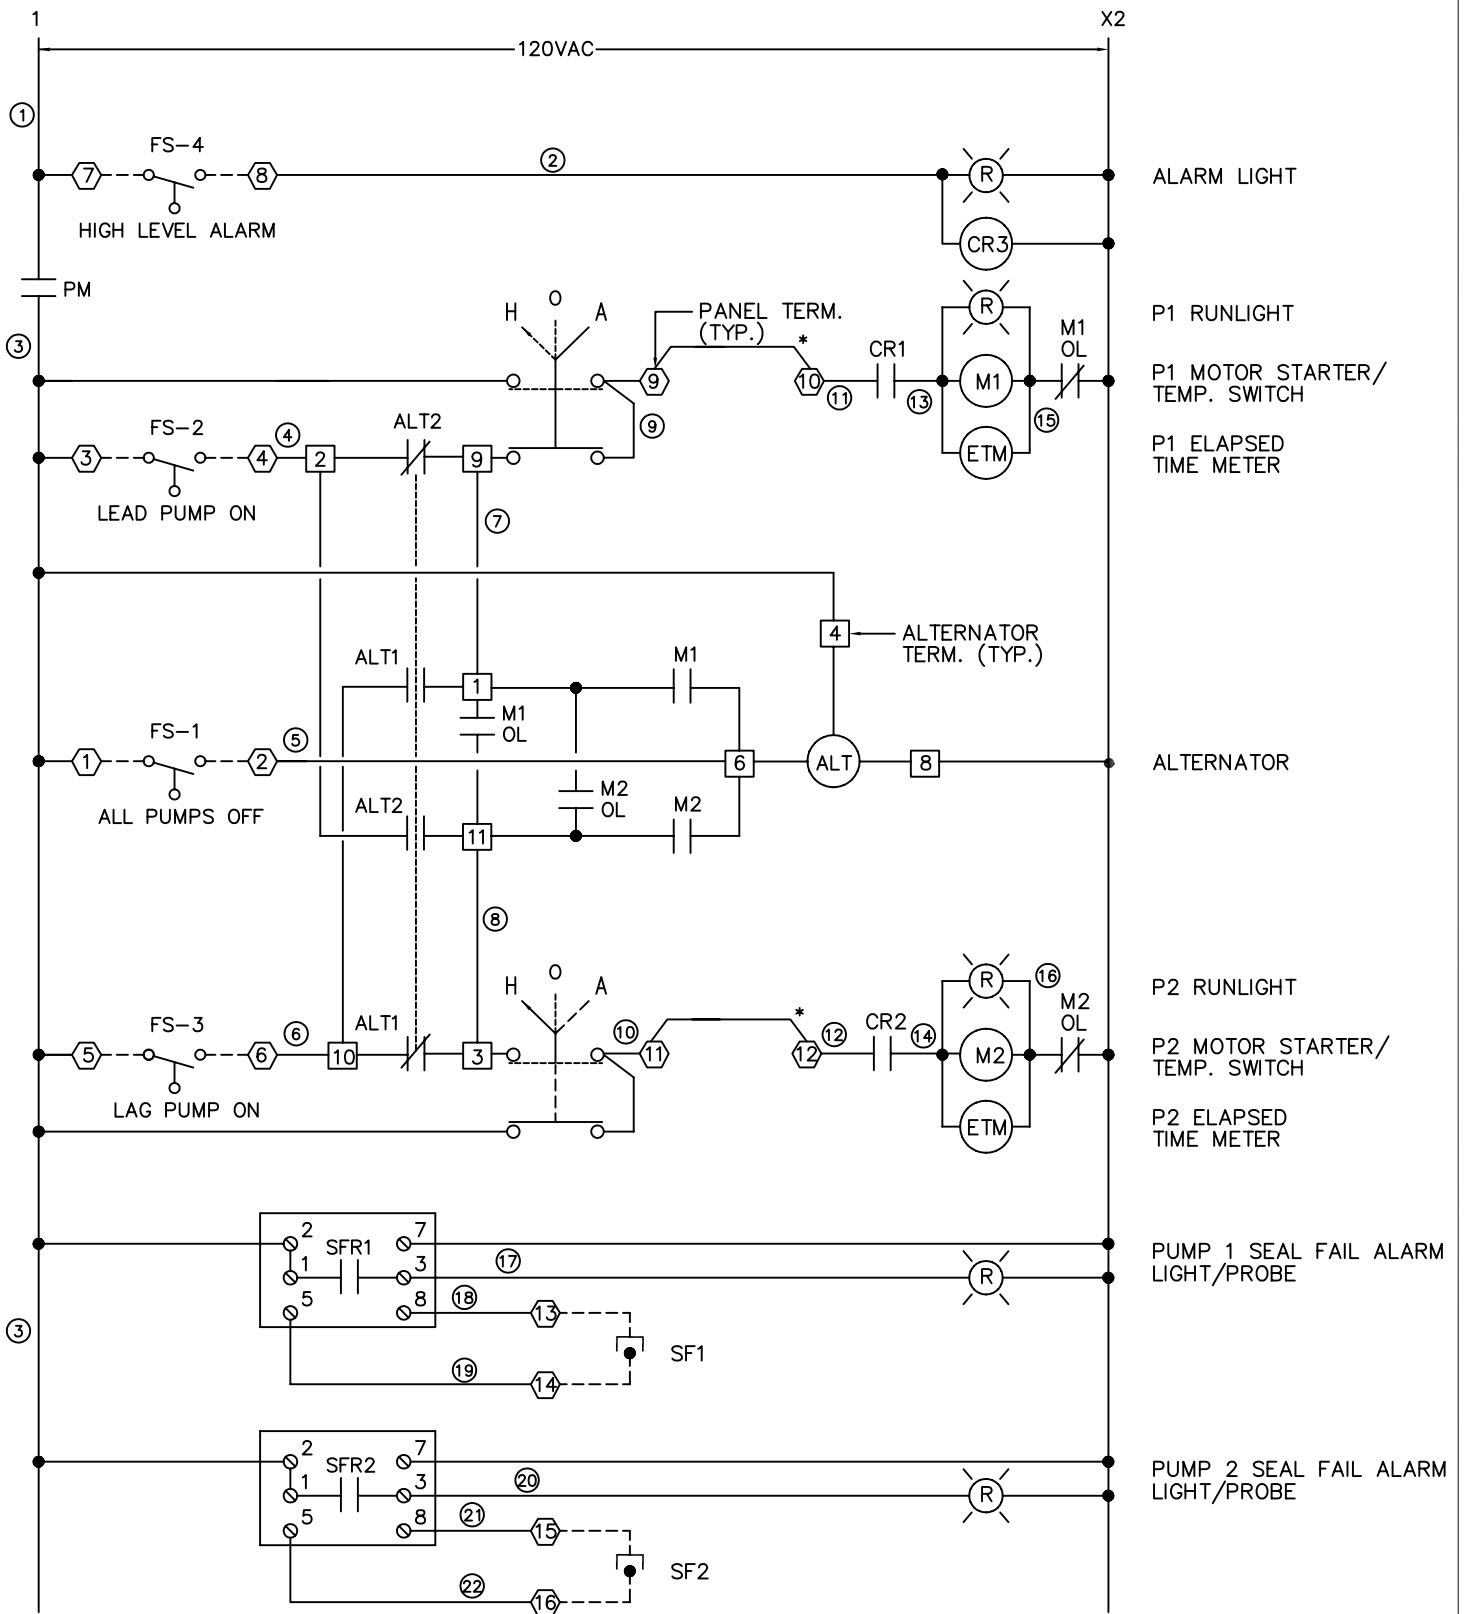 1
X2
120VAC
1
FS-4
2
7
8
R
ALARM LIGHT
HIGH LEVEL ALARM
CR3
PM
H O A
PANEL TERM.
(TYP.)
*
R
P1 RUNLIGHT
M1
OL
3
CR1
9
10
11
13
M1
P1 MOTOR STARTER/
TEMP. SWITCH
15
ALT2
9
FS-2
4
3
4
2
9
ETM
P1 ELAPSED
TIME METER
LEAD PUMP ON
7
4
ALTERNATOR
TERM. (TYP.)
ALT1
M1
1
M1
OL
FS-1
5
1
2
6
ALT
8
ALTERNATOR
M2
OL
ALL PUMPS OFF
ALT2
M2
11
8
H O A
R
16
P2 RUNLIGHT
M2
OL
*
FS-3
6
ALT1
10
12
CR2
14
5
6
10
3
11
12
M2
P2 MOTOR STARTER/
TEMP. SWITCH
LAG PUMP ON
ETM
P2 ELAPSED
TIME METER
2
7
SFR1
17
1
3
R
PUMP 1 SEAL FAIL ALARM
LIGHT/PROBE
5
8
18
13
3
SF1
19
14
2
7
SFR2
20
1
3
R
PUMP 2 SEAL FAIL ALARM
LIGHT/PROBE
5
8
21
15
SF2
22
16